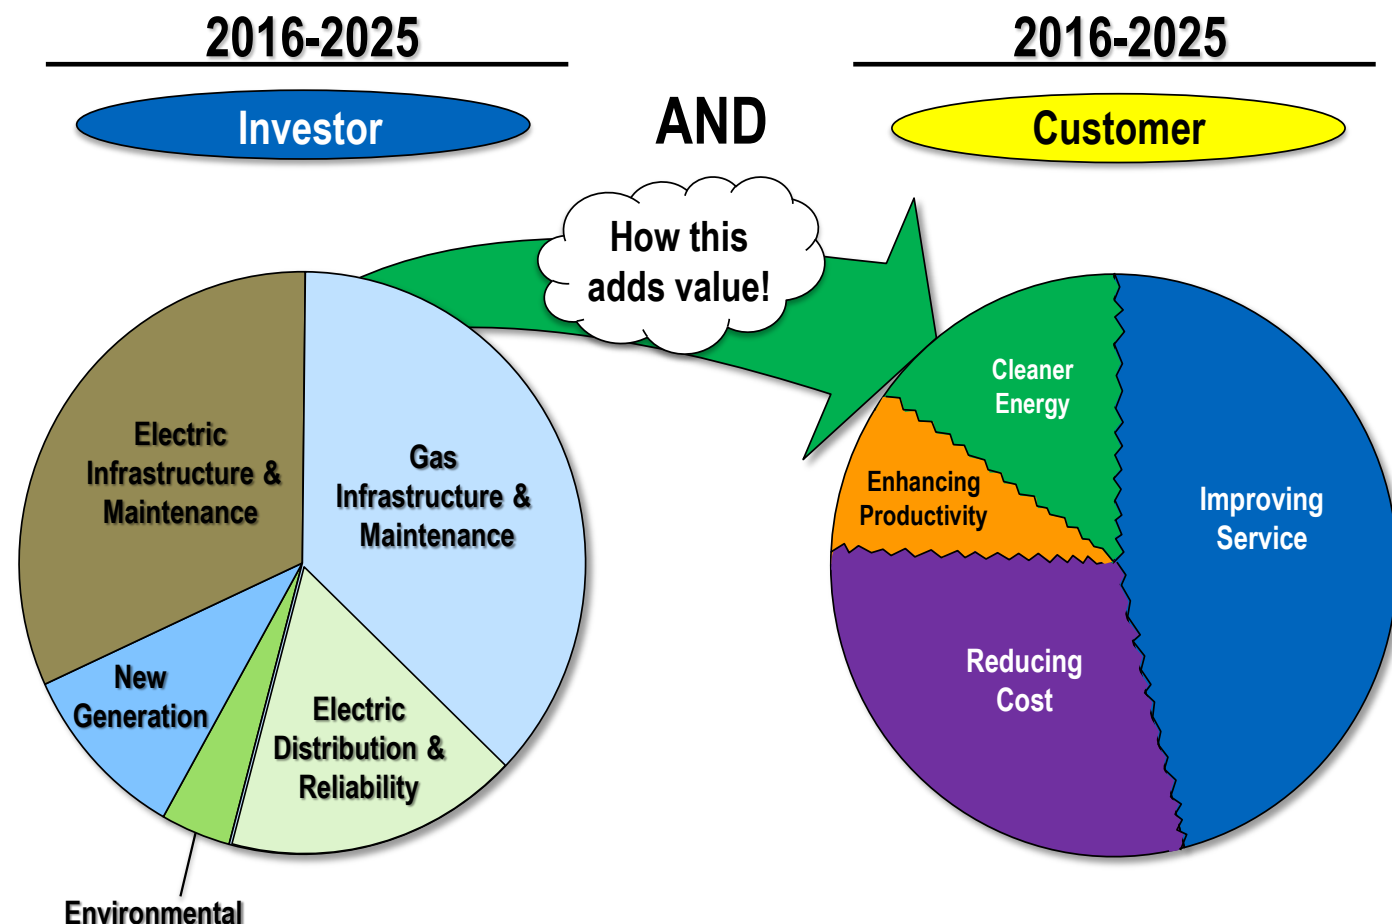 2016-2025
2016-2025
Investor
AND
Customer
How this
adds value!
Electric
Infrastructure &
Maintenance
Gas
Infrastructure &
Maintenance
New
Generation
Electric
Distribution &
Reliability
Environmental
Cleaner
Energy
Enhancing
Productivity
Improving
Service
Reducing
Cost